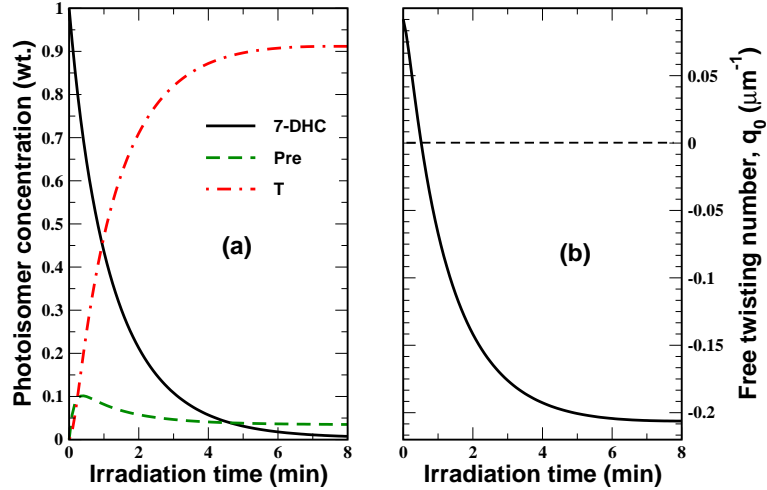 Photoisomer concentration (wt.)
1
0.9
0.8
0.7
0.6
0.5
0.4
0.3
0.2
0.1
0
7-DHC
Pre
T
(a)
0 2 4 6 8
Irradiation time (min)
(b)
0 2 4 6 8
Irradiation time (min)
0.05
0
-0.05
-0.1
-0.15
-0.2
Free twisting number, q₀ (μm⁻¹)